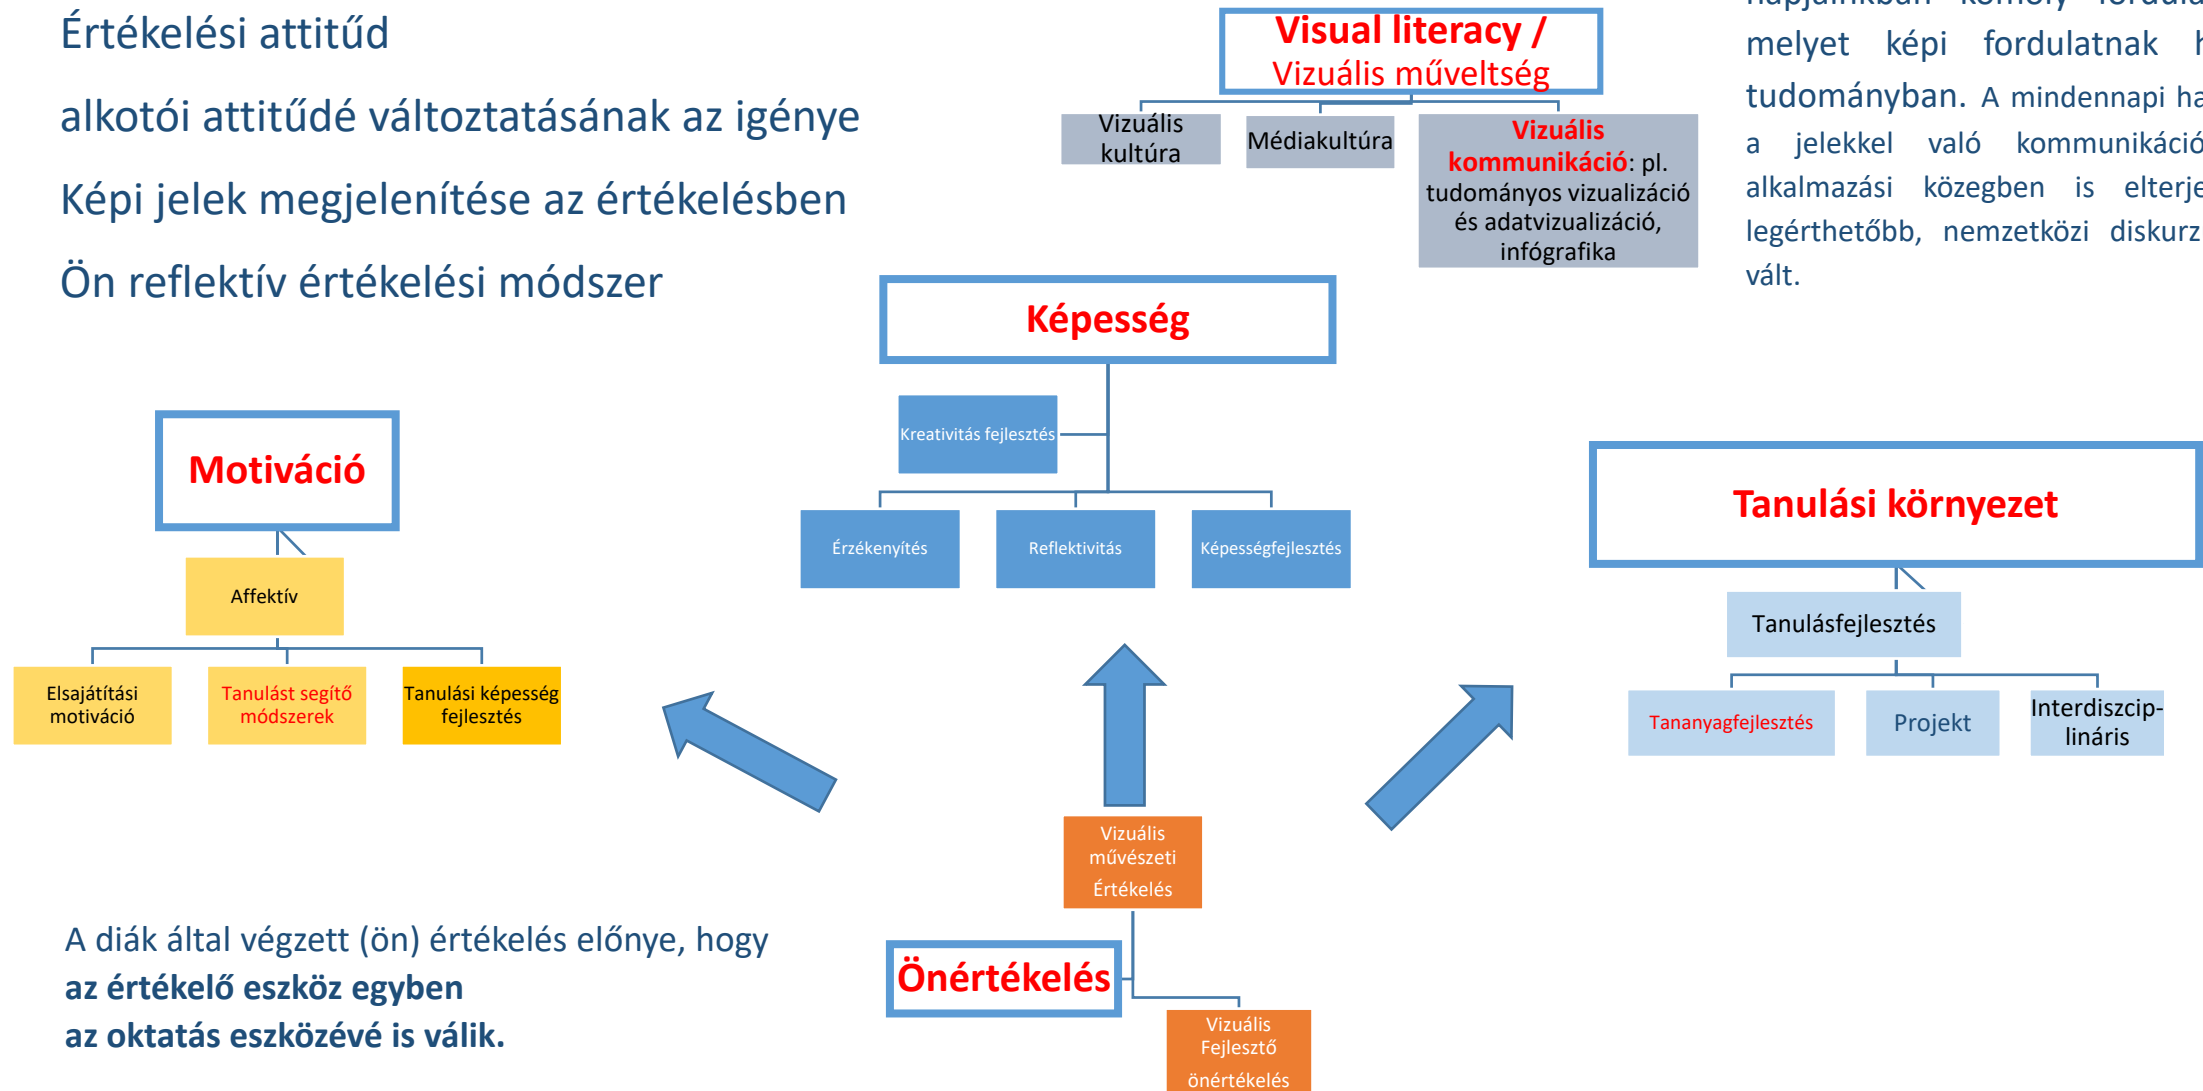 Értékelési attitűd
alkotói attitűdé változtatásának az igénye
Képi jelek megjelenítése az értékelésben
Ön reflektív értékelési módszer
Visual literacy /
Vizuális műveltség
Vizuális
kultúra
Médiakultúra
Vizuális
kommunikáció: pl.
tudományos vizualizáció
és adatvizualizáció,
infógrafika
napjainkban komoly
melyet képi fordulatnak
tudományban. A mindennapi
a jelekkel való
alkalmazási közegben is
legérthetőbb, nemzetközi
vált.
Képesség
Kreativitás fejlesztés
Érzékenyítés
Reflektivitás
Képességfejlesztés
Motiváció
Affektív
Elsajátítási
motiváció
Tanulást segítő
módszerek
Tanulási képesség
fejlesztés
Tanulási környezet
Tanulásfejlesztés
Tananyagfejlesztés
Projekt
Interdiszcip-
lináris
Vizuális
művészeti
Értékelés
Önértékelés
Vizuális
Fejlesztő
önértékelés
A diák által végzett (ön) értékelés előnye, hogy
az értékelő eszköz egyben
az oktatás eszközévé is válik.